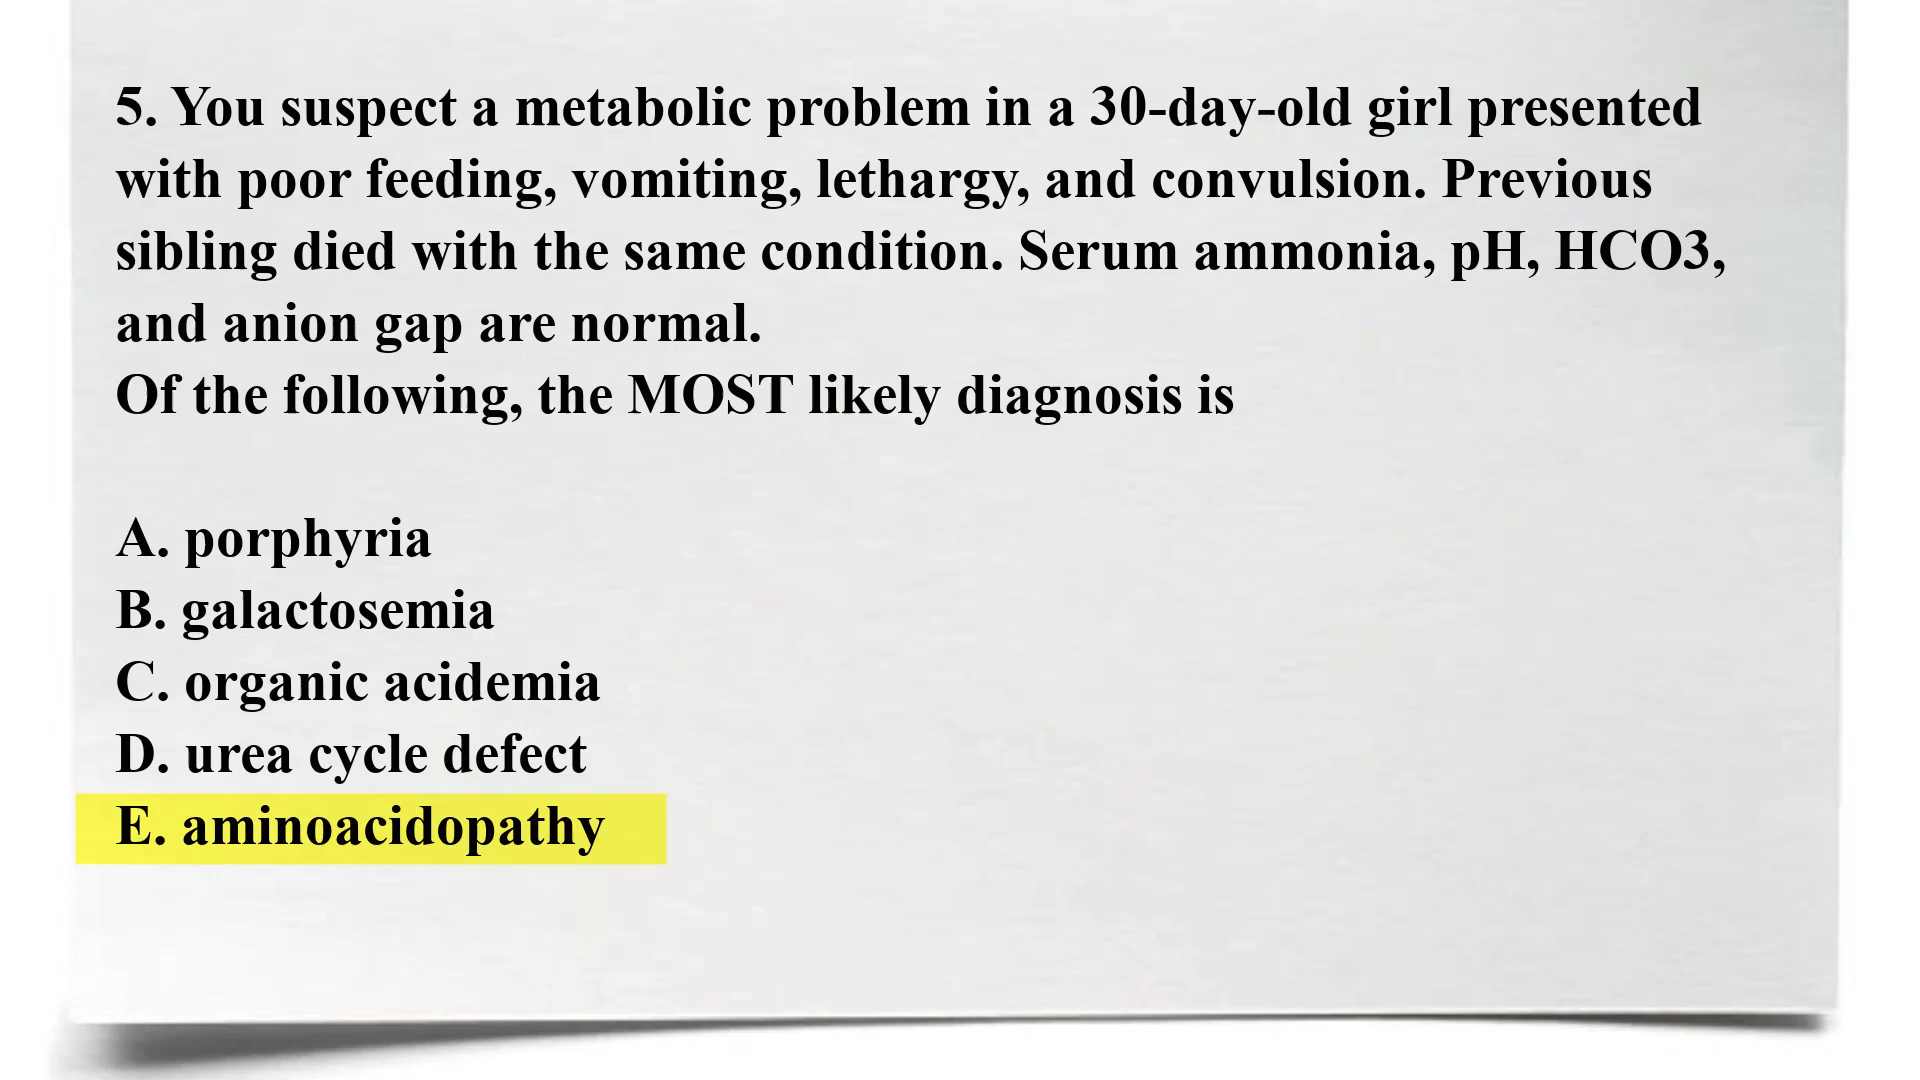 5. You suspect a metabolic problem in a 30-day-old girl presented
with poor feeding, vomiting, lethargy, and convulsion. Previous
sibling died with the same condition. Serum ammonia, pH, HCO3,
and anion gap are normal.
Of the following, the MOST likely diagnosis is
A. porphyria
B. galactosemia
C. organic acidemia
D. urea cycle defect
E. aminoacidopathy